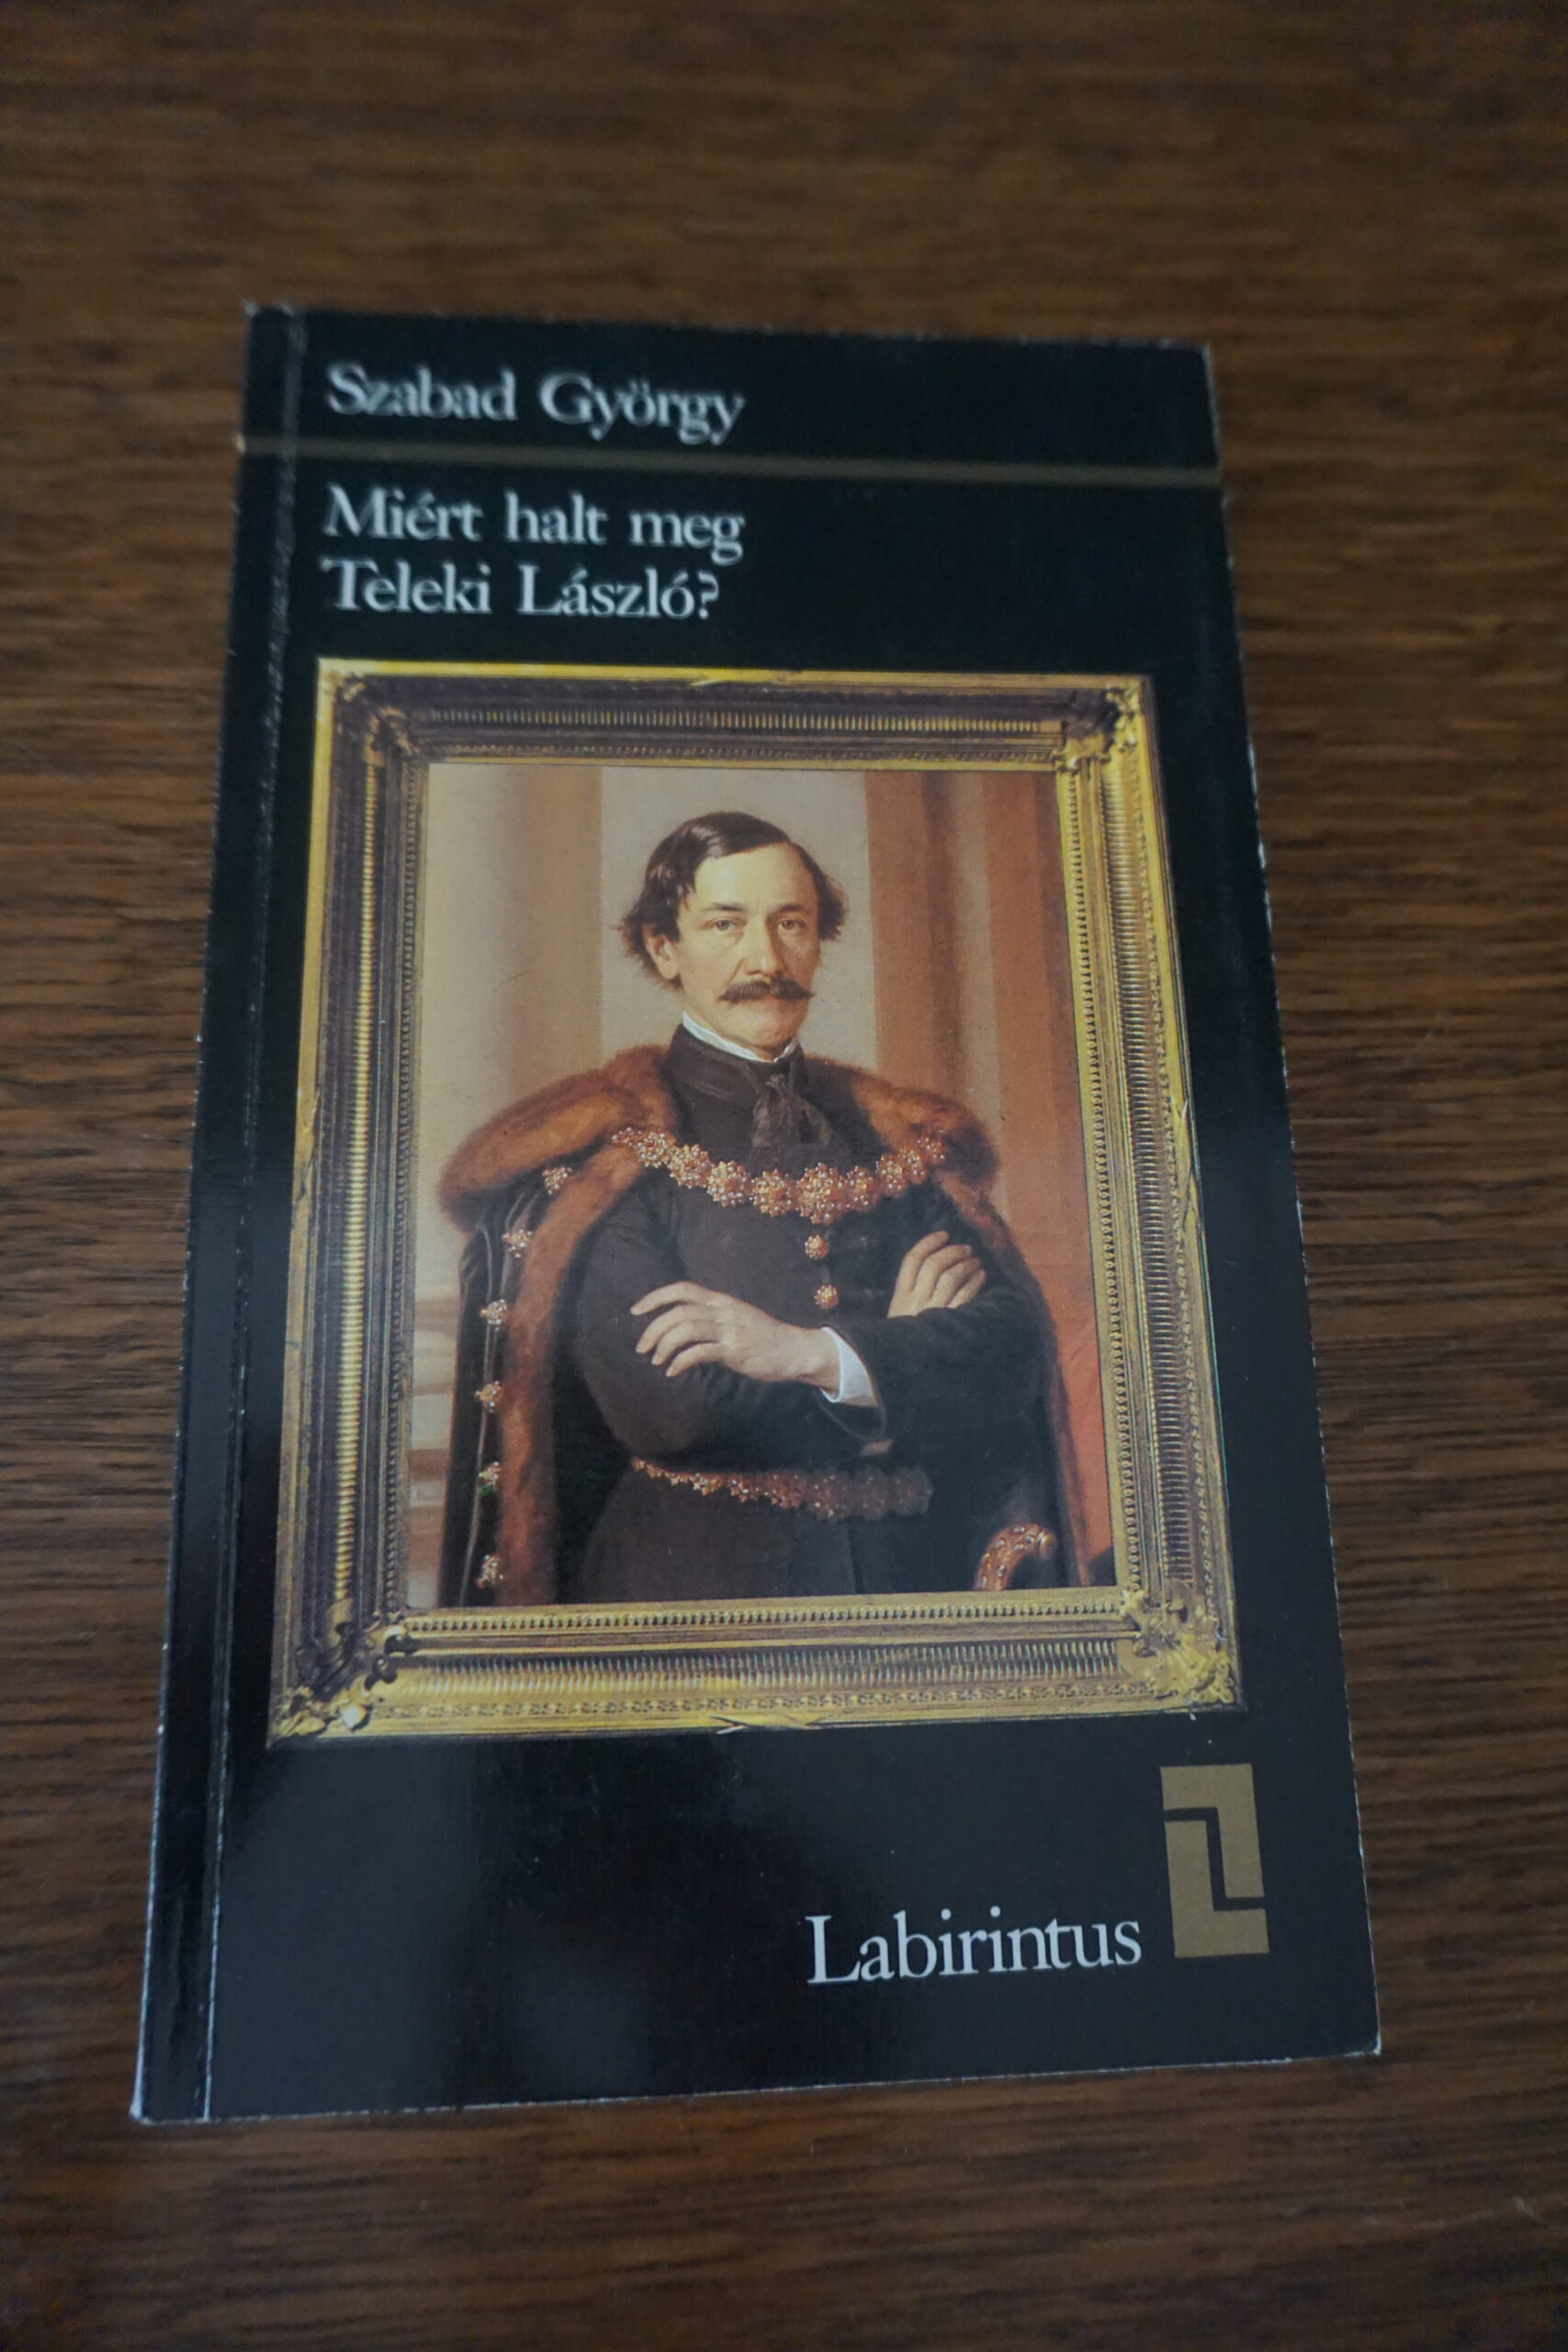 Szabad György
Miért halt meg
Teleki László?
Labirintus